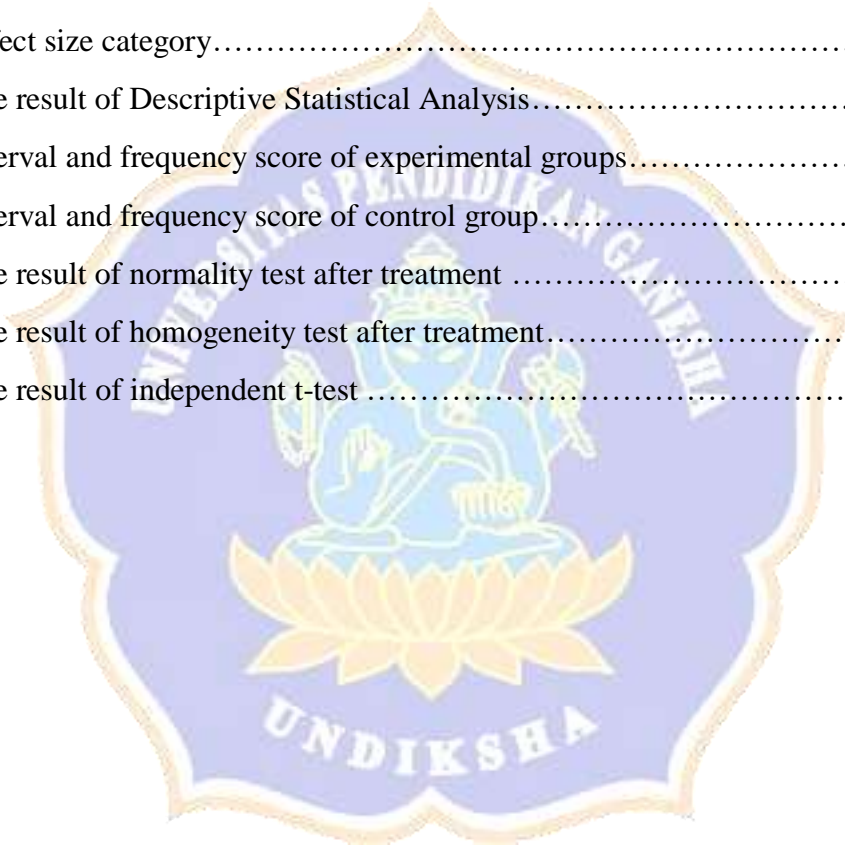 fect size category……………………………………………………………
e result of Descriptive Statistical Analysis………………………………
erval and frequency score of experimental groups……………………
erval and frequency score of control group……………………………
e result of normality test after treatment ………………………………
e result of homogeneity test after treatment……………………………
e result of independent t-test ……………………………………………
UNIVERSITAS PENDIDIKAN GANESHA
UNDIKSHA